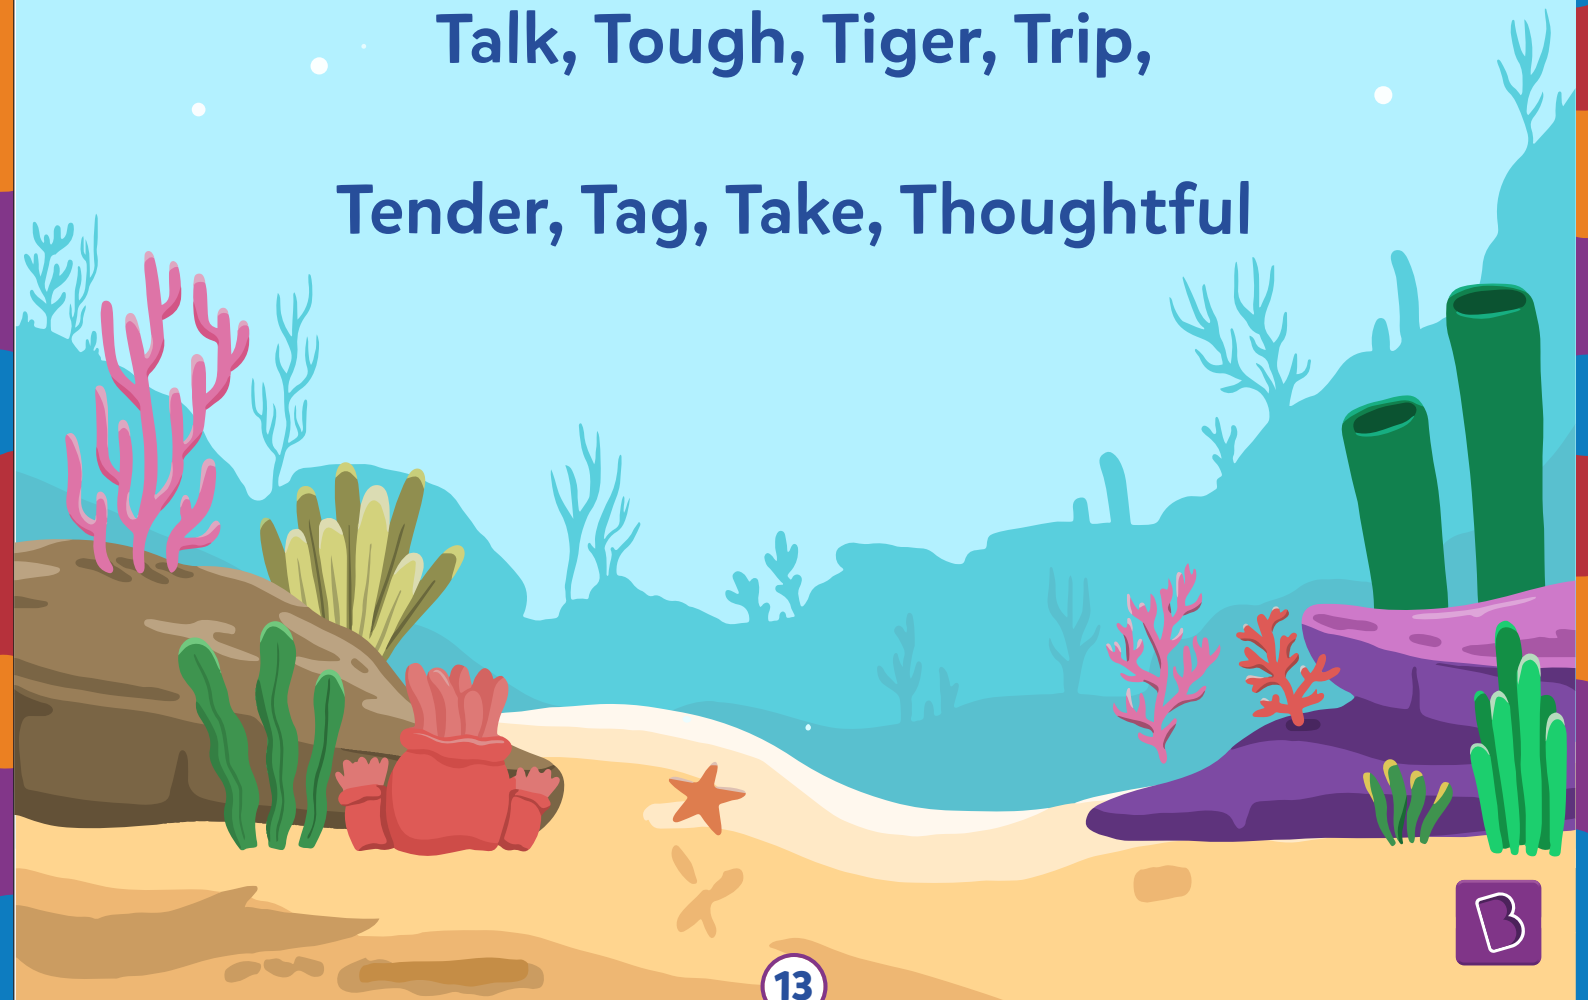 Talk, Tough, Tiger, Trip,
Tender, Tag, Take, Thoughtful
B
13